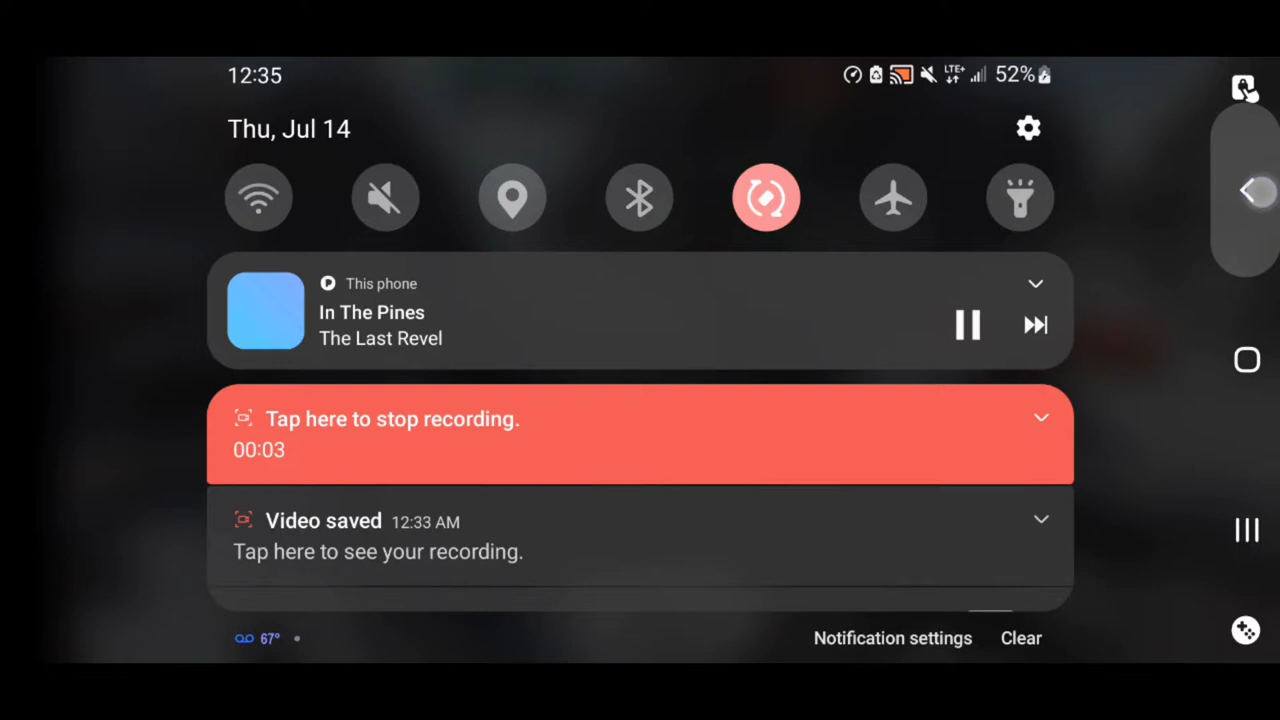 12:35
LTE+
52%
Thu, Jul 14
This phone
In The Pines
The Last Revel
Tap here to stop recording.
00:03
Video saved 12:33 AM
Tap here to see your recording.
67°
Notification settings
Clear